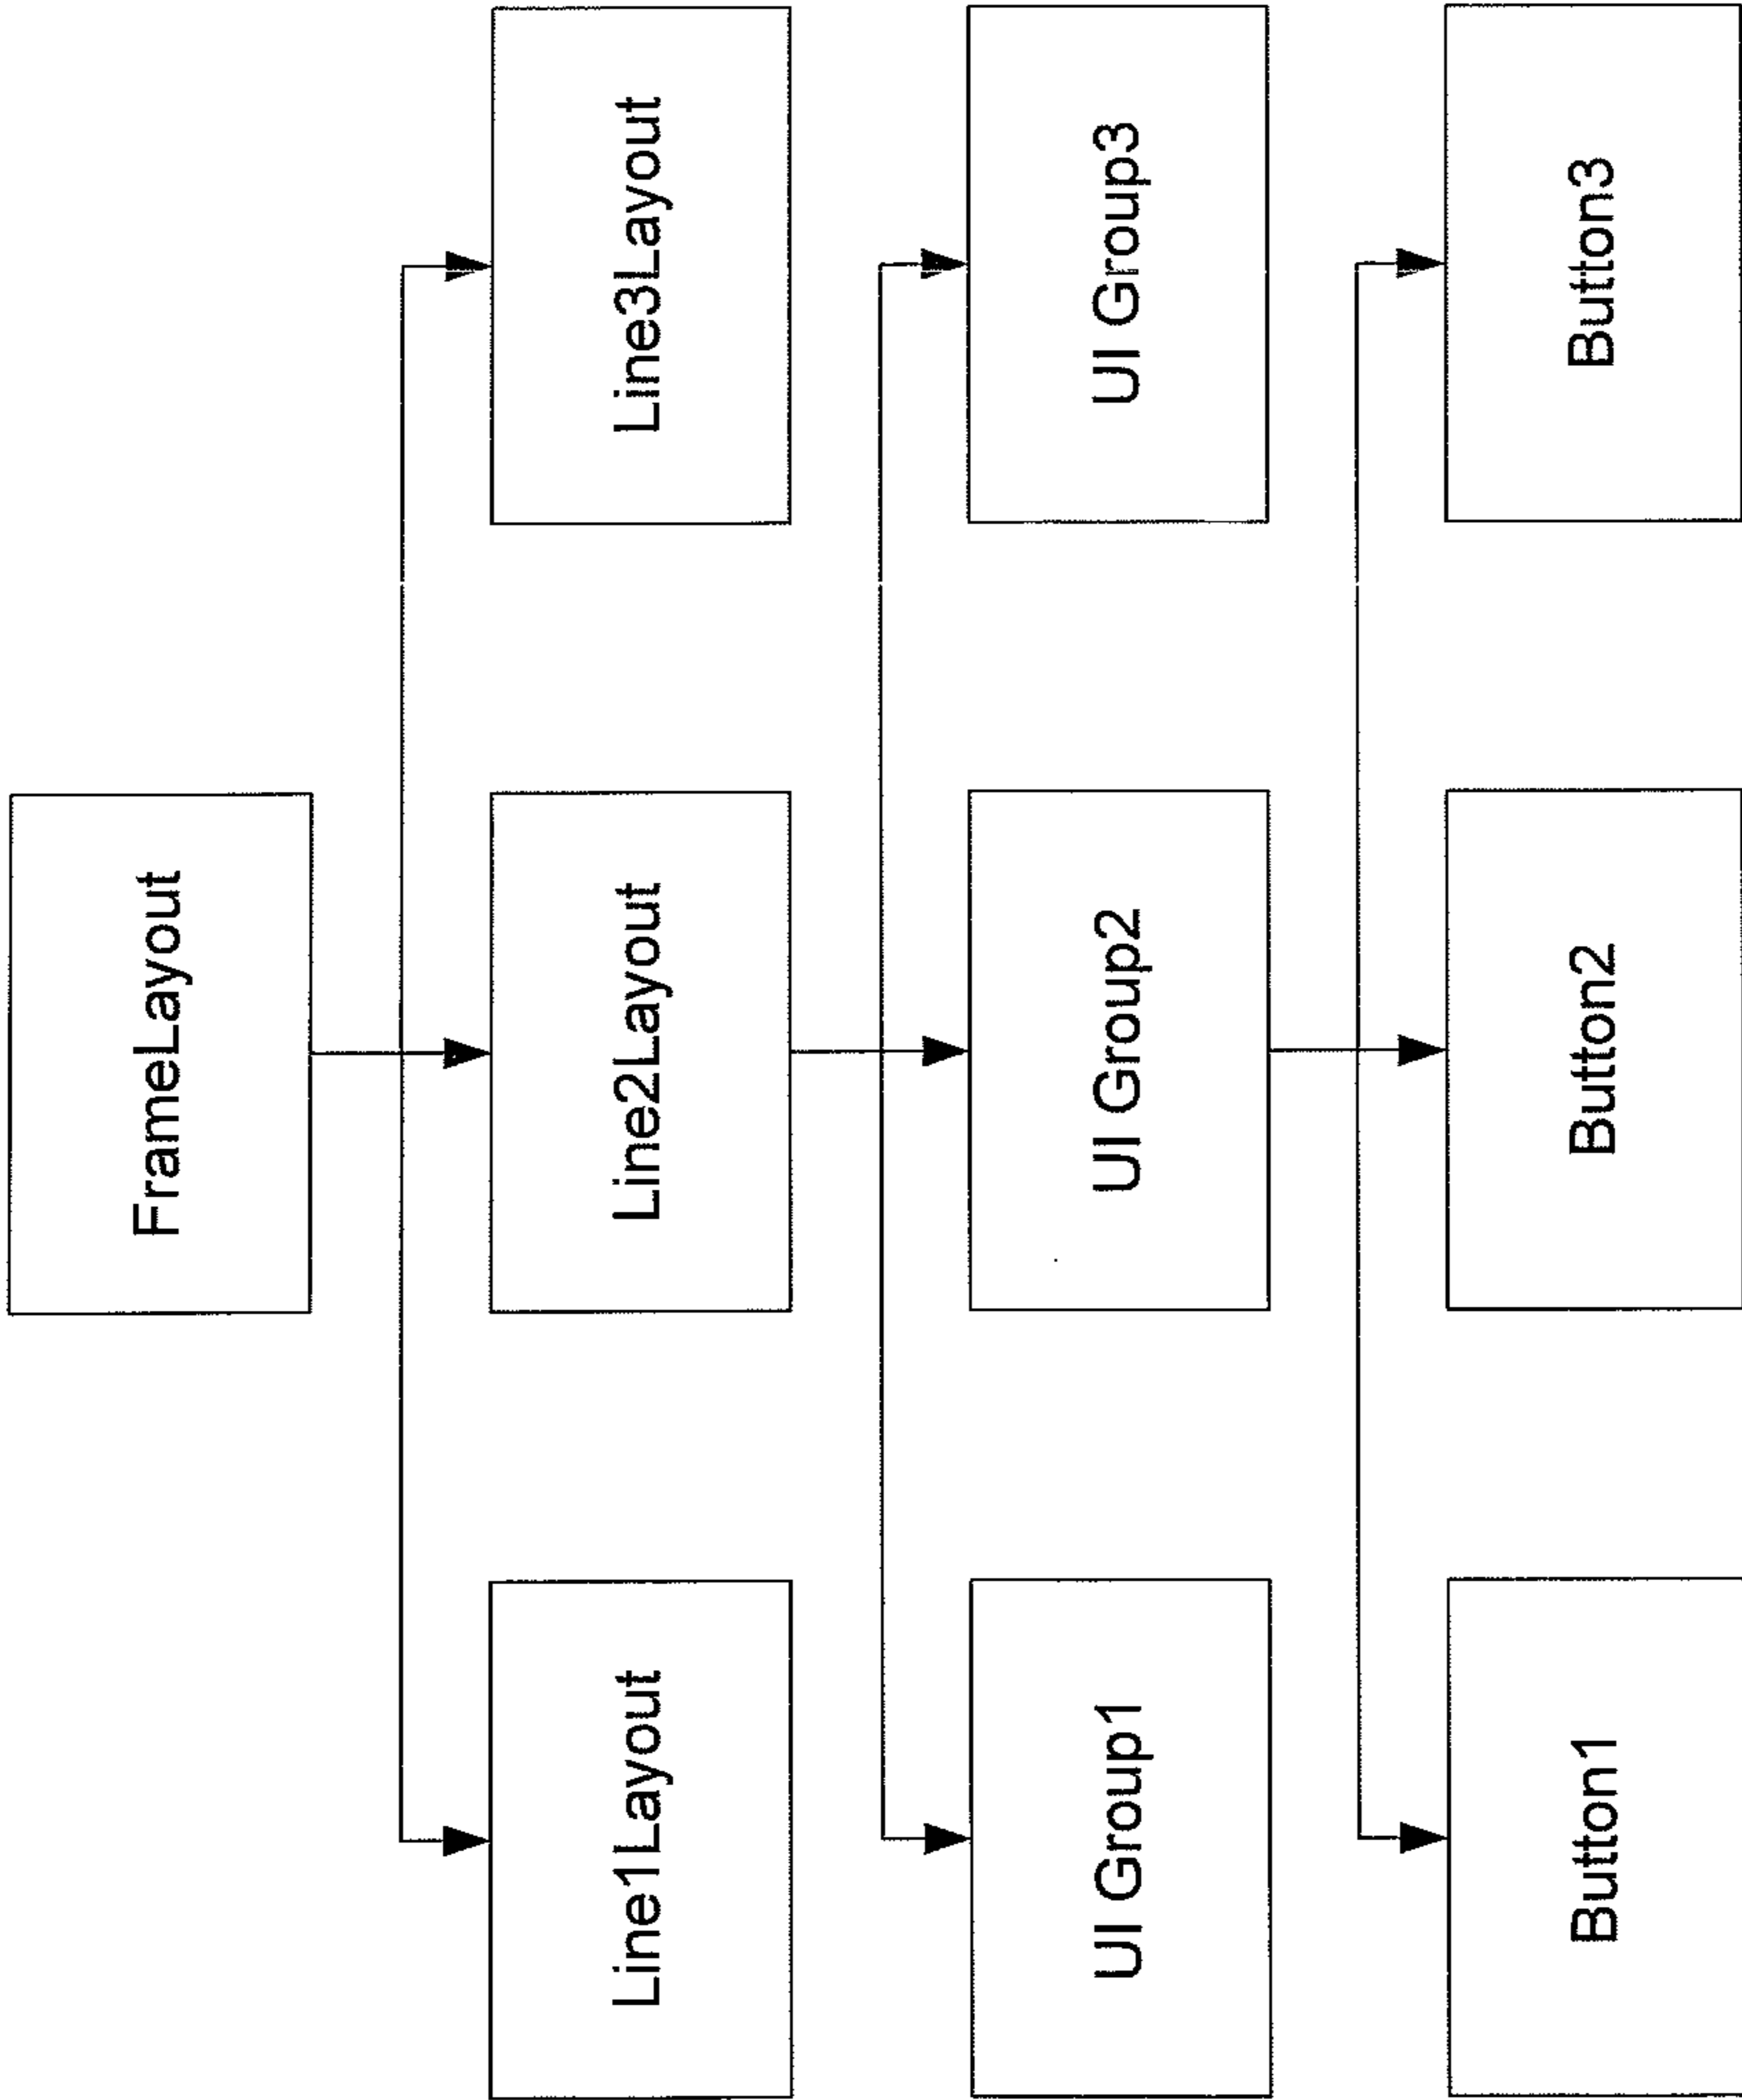 FrameLayout
Line1Layout
Line2Layout
Line3Layout
UI Group1
UI Group2
UI Group3
Button1
Button2
Button3